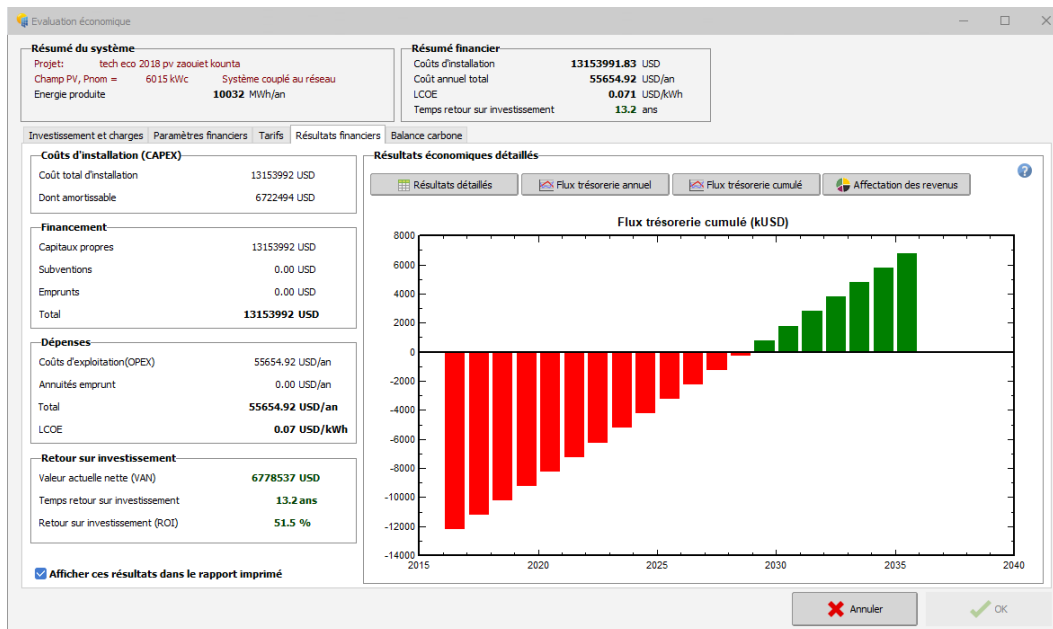 Evaluation économique
Résumé du système
Projet: tech eco 2018 pv zaouiet kounta
Champ PV, Pnom = 6015 kWc Système couplé au réseau
Energie produite 10032 MWh/an
Résumé financier
Coûts d'installation 13153991.83 USD
Coût annuel total 55654.92 USD/an
LCOE 0.071 USD/kWh
Temps retour sur investissement 13.2 ans
Investissement et charges Paramètres financiers Tarifs Résultats financiers Balance carbone
Coûts d'installation (CAPEX)
Coût total d'installation 13153992 USD
Dont amortissable 6722494 USD
Financement
Capitaux propres 13153992 USD
Subventions 0.00 USD
Emprunts 0.00 USD
Total 13153992 USD
Dépenses
Coûts d'exploitation(OPEX) 55654.92 USD/an
Annuités emprunt 0.00 USD/an
Total 55654.92 USD/an
LCOE 0.07 USD/kWh
Retour sur investissement
Valeur actuelle nette (VAN) 6778537 USD
Temps retour sur investissement 13.2 ans
Retour sur investissement (ROI) 51.5 %
Afficher ces résultats dans le rapport imprimé
Résultats économiques détaillés
?
Résultats détaillés Flux trésorerie annuel Flux trésorerie cumulé Affectation des revenus
Flux trésorerie cumulé (kUSD)
8000
6000
4000
2000
0
-2000
-4000
-6000
-8000
-10000
-12000
-14000
2015 2020 2025 2030 2035 2040
Annuler OK